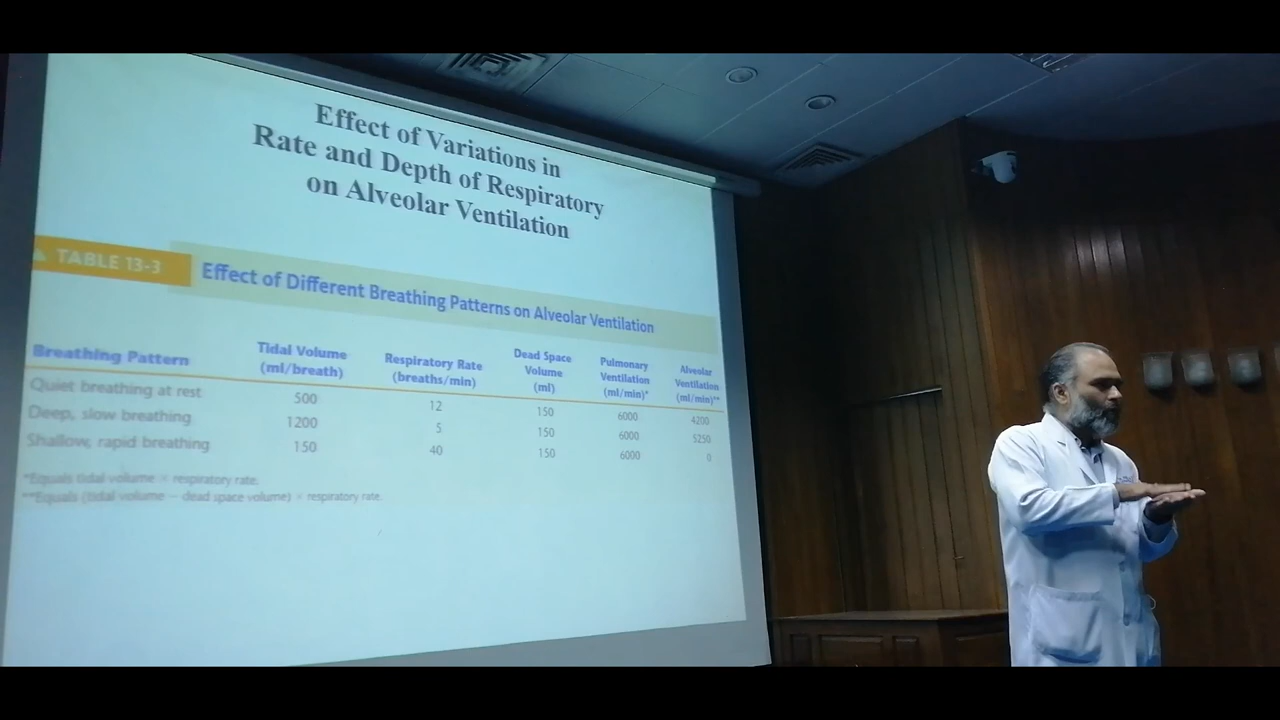 Effect of Variations in
Rate and Depth of Respiratory
on Alveolar Ventilation
TABLE 13-3
Effect of Different Breathing Patterns on Alveolar Ventilation
Breathing Pattern
Tidal Volume
(ml/breath)
Respiratory Rate
(breaths/min)
Dead Space
Volume
(ml)
Pulmonary
Ventilation
(ml/min)*
Alveolar
Ventilation
(ml/min)**
Quiet breathing at rest 500 12 150 6000 4200
Deep, slow breathing 1200 5 150 6000 5250
Shallow, rapid breathing 150 40 150 6000 0
*Equals tidal volume × respiratory rate.
**Equals (tidal volume − dead space volume) × respiratory rate.